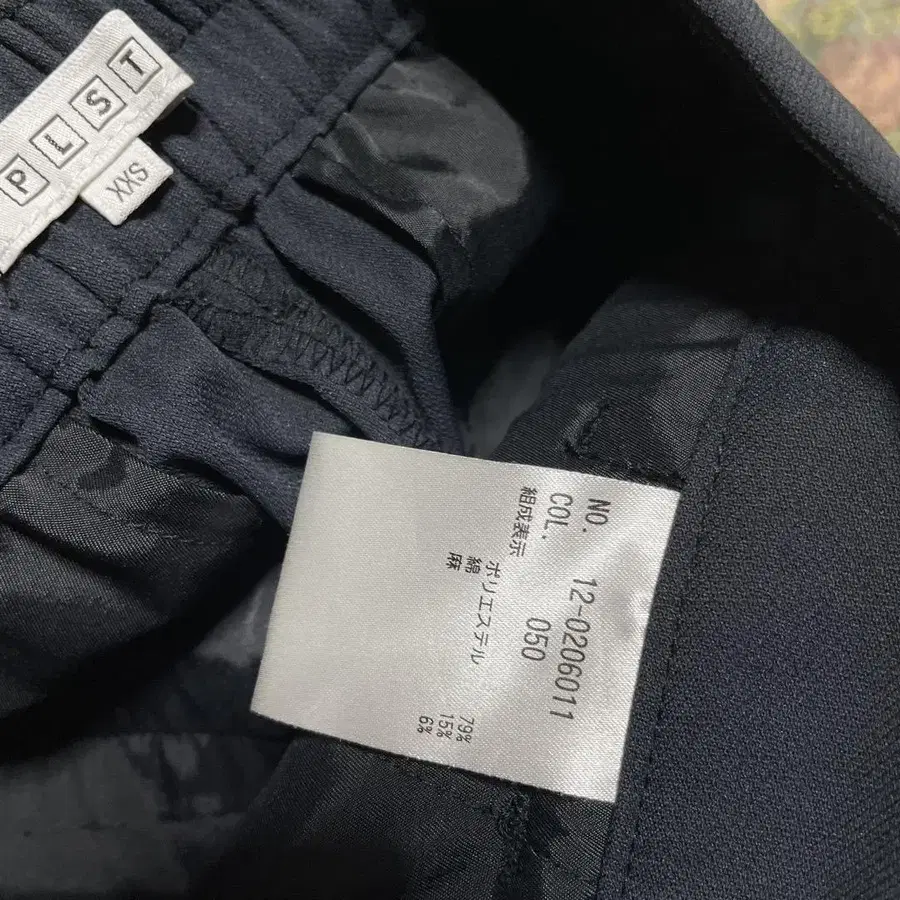 PLST
XXS
NO. 12-0206011
COL. 050
組成表示
ポリエステル 79%
綿 15%
麻 6%